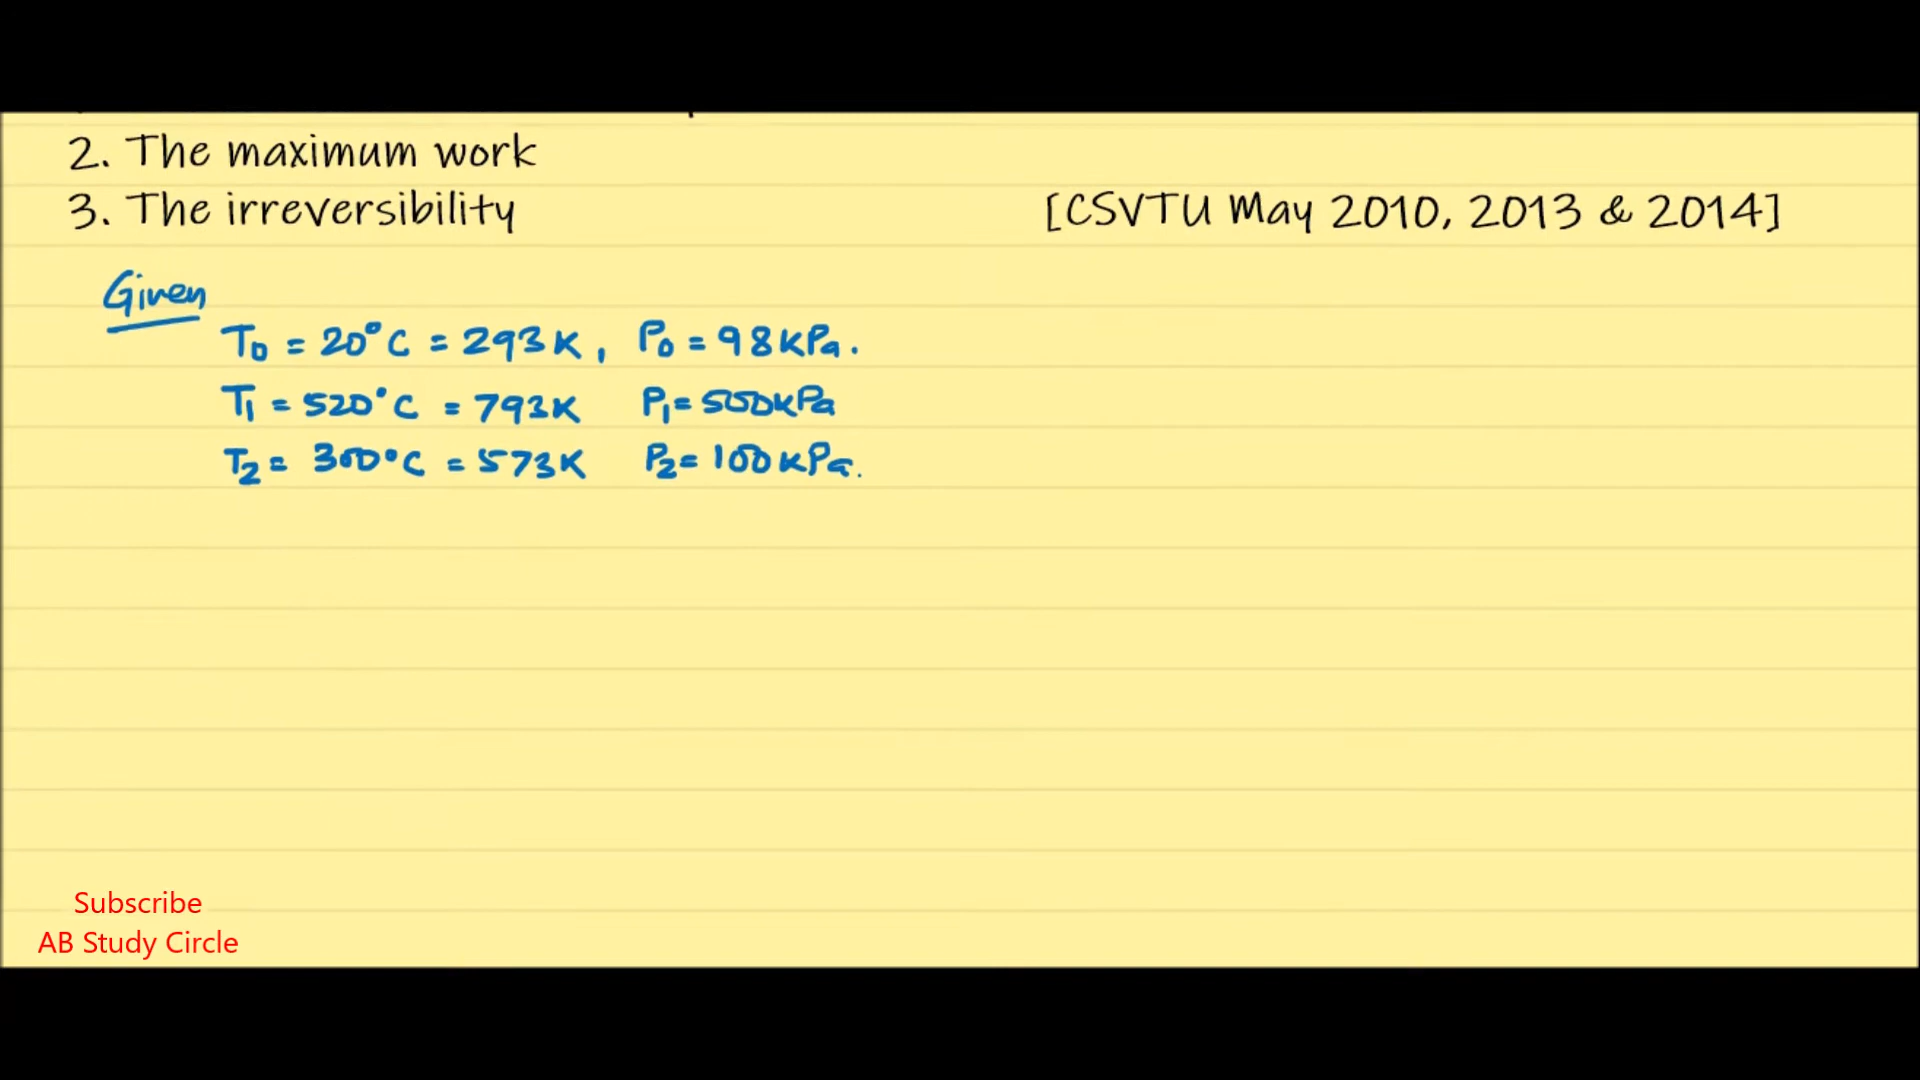 2. The maximum work
3. The irreversibility [CSVTU May 2010, 2013 & 2014]
Given
T₀ = 20°C = 293K, P₀ = 98kPa.
T₁ = 520°C = 793K P₁ = 500kPa
T₂ = 300°C = 573K P₂ = 100kPa.
Subscribe
AB Study Circle